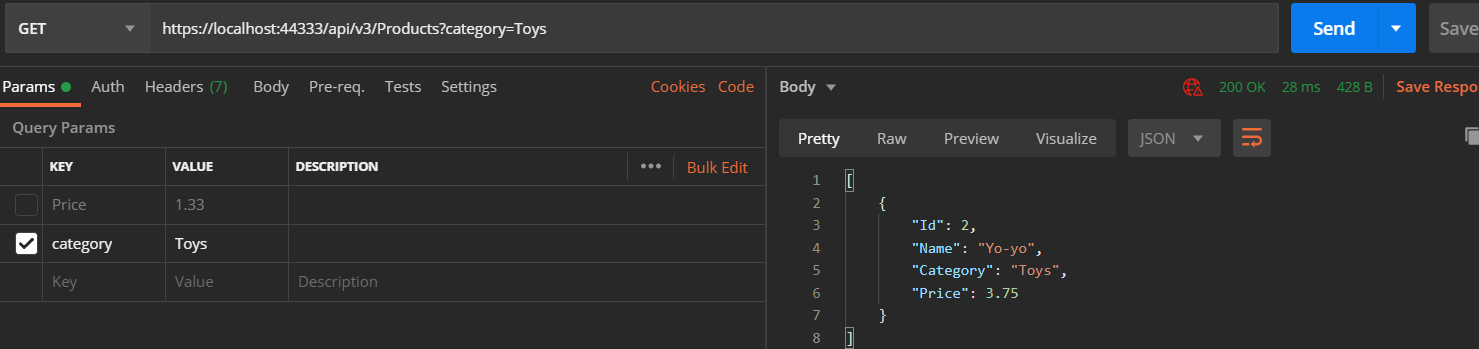 GET https://localhost:44333/api/v3/Products?category=Toys Send Save
Params Auth Headers (7) Body Pre-req. Tests Settings Cookies Code
Query Params
KEY VALUE DESCRIPTION ••• Bulk Edit
Price 1.33
category Toys
Key Value Description
Body 200 OK 28 ms 428 B Save Respo
Pretty Raw Preview Visualize JSON
1 [
2 {
3 "Id": 2,
4 "Name": "Yo-yo",
5 "Category": "Toys",
6 "Price": 3.75
7 }
8 ]